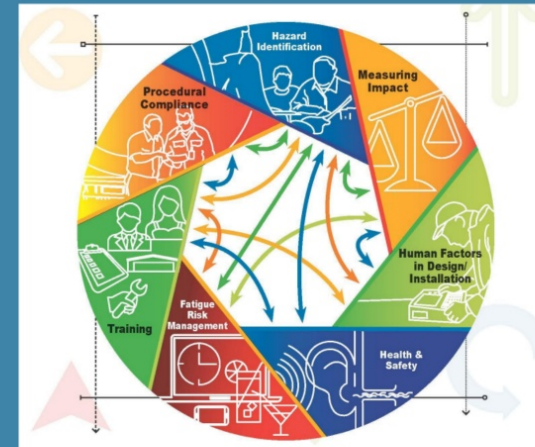 Hazard
Identification
Measuring
Impact
Human Factors
in Design/
Installation
Health &
Safety
Fatigue
Risk
Management
Training
Procedural
Compliance